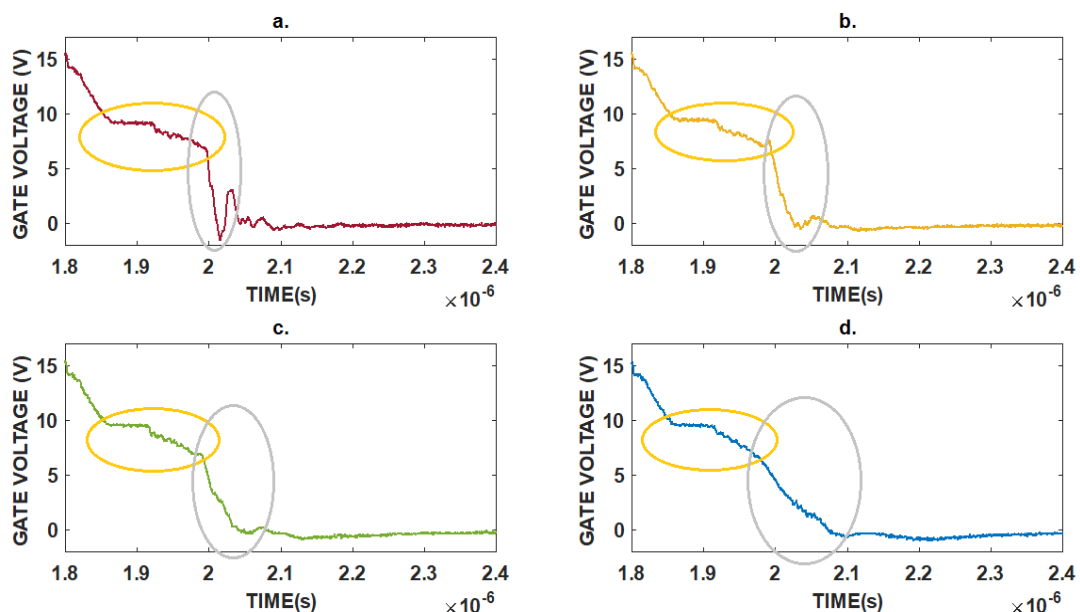 a.
GATE VOLTAGE (V)
15
10
5
0
1.8 1.9 2 2.1 2.2 2.3 2.4
TIME(s)
×10-6
b.
GATE VOLTAGE (V)
15
10
5
0
1.8 1.9 2 2.1 2.2 2.3 2.4
TIME(s)
×10-6
c.
GATE VOLTAGE (V)
15
10
5
0
1.8 1.9 2 2.1 2.2 2.3 2.4
TIME(s)
×10-6
d.
GATE VOLTAGE (V)
15
10
5
0
1.8 1.9 2 2.1 2.2 2.3 2.4
TIME(s)
×10-6